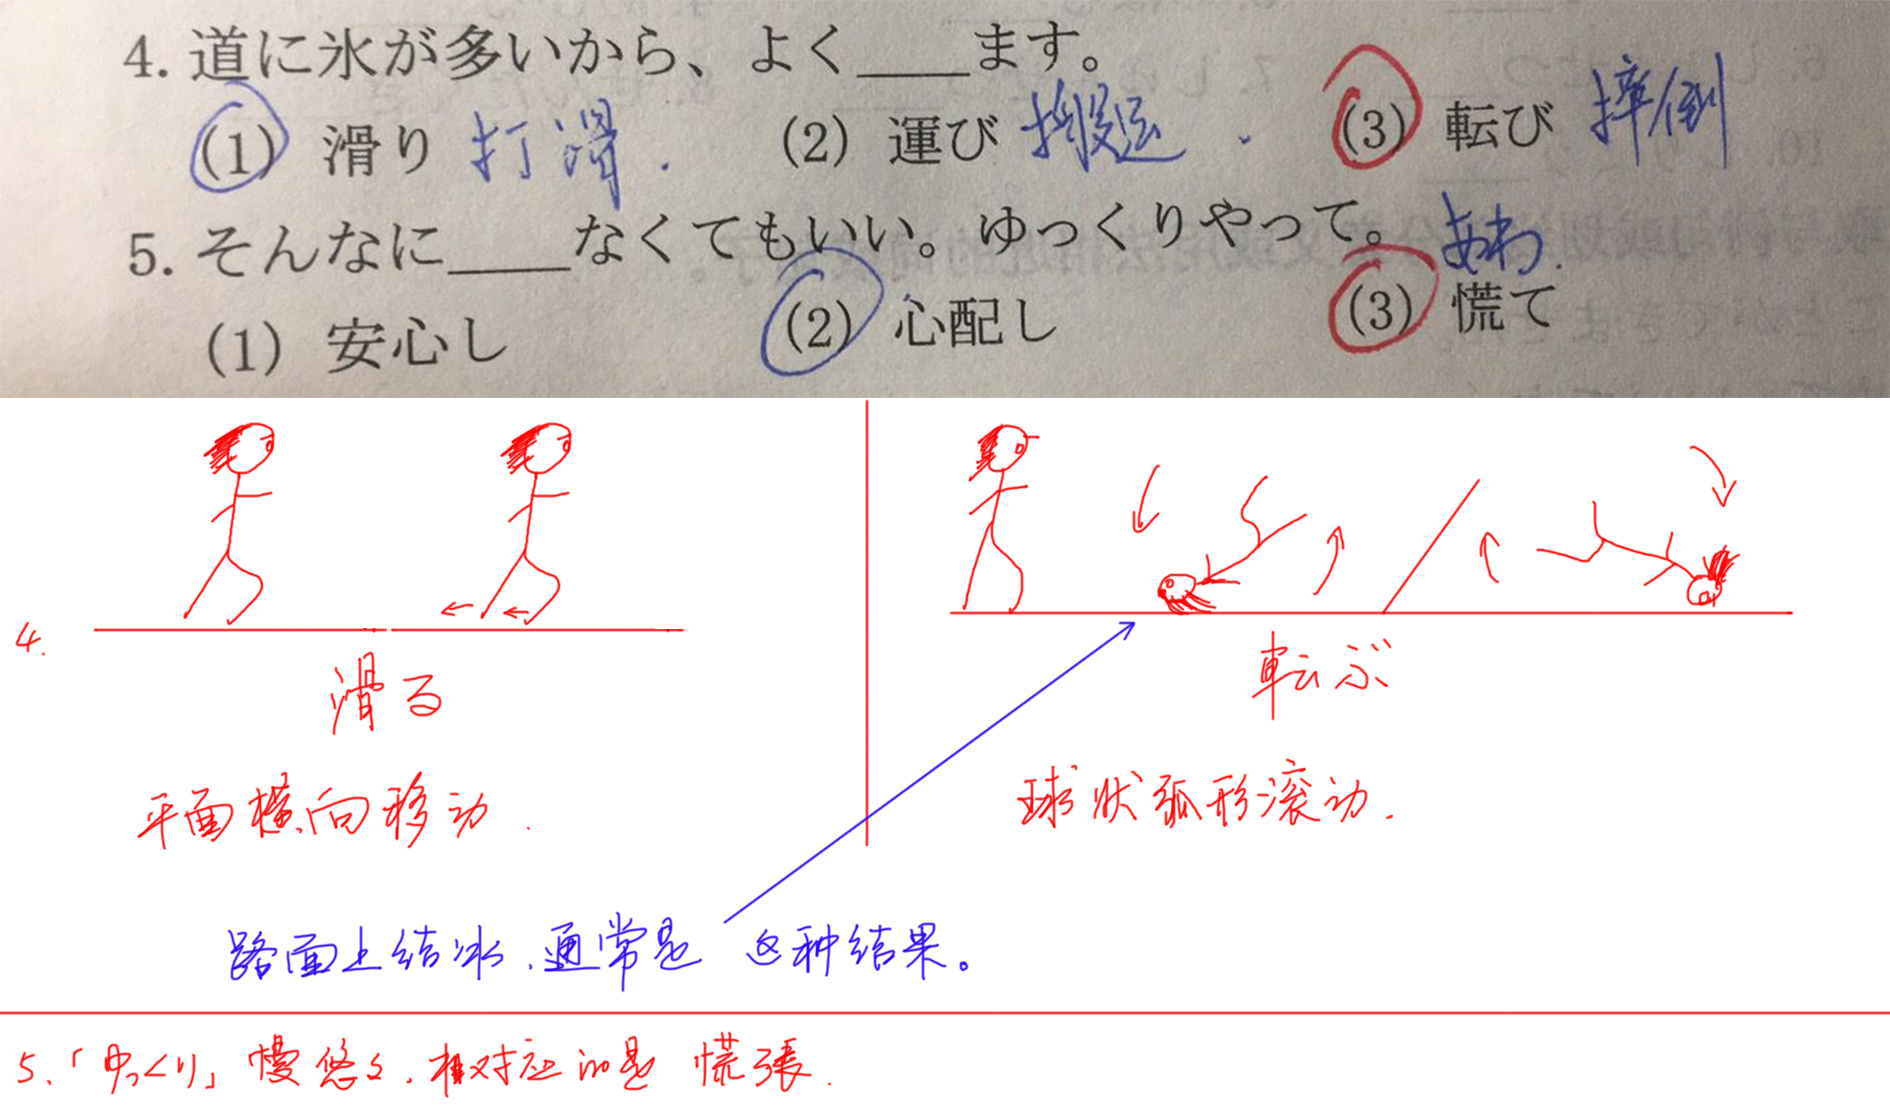 4. 道に氷が多いから、よく____ます。
(1) 滑り 打滑. (2) 運び 搬运. (3) 転び 摔倒
5. そんなに____なくてもいい。ゆっくりやって。 あわ.
(1) 安心し (2) 心配し (3) 慌て
4. 滑る 転ぶ
平面横向移动. 球状弧形滚动.
路面上结冰,通常是 这种结果。
5、「ゆっくり」慢悠々,相对应的是 慌張.